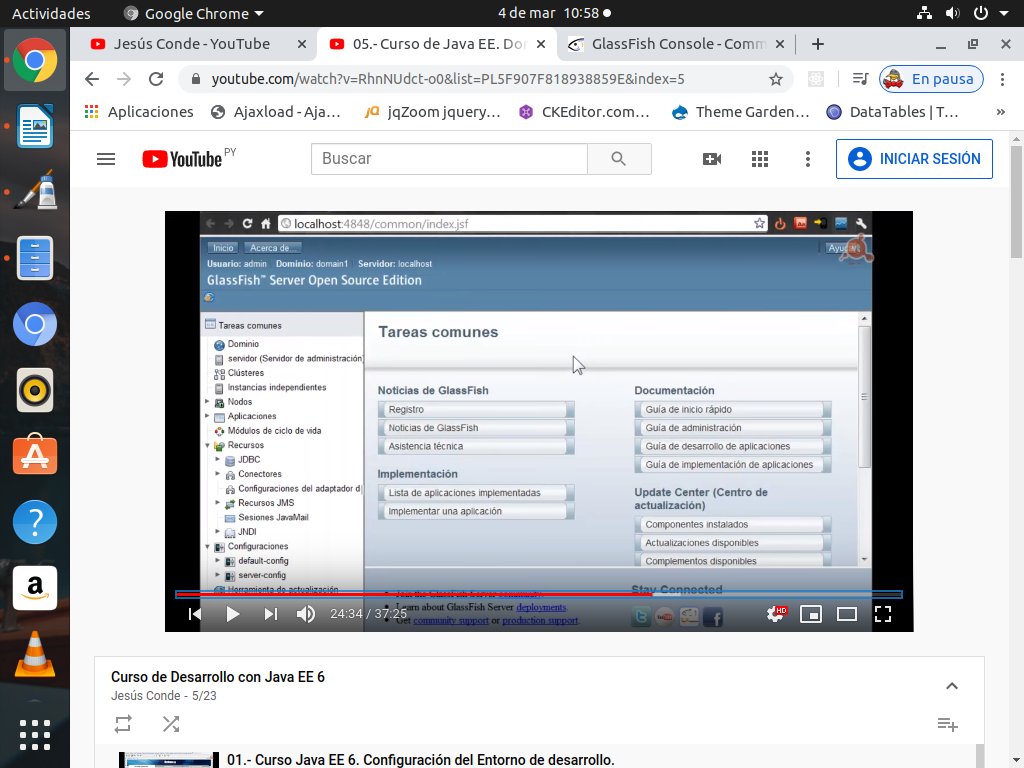 Actividades Google Chrome 4 de mar 10:58
Jesús Conde - YouTube 05.- Curso de Java EE. Do GlassFish Console - Comm
youtube.com/watch?v=RhnNUdct-o0&list=PL5F907F818938859E&index=5 En pausa
Aplicaciones Ajaxload - Aja... jqZoom jquery... CKEditor.com... Theme Garden... DataTables | T... »
YouTube PY Buscar INICIAR SESIÓN
localhost:4848/common/index.jsf
Inicio Acerca de...
Usuario: admin Dominio: domain1 Servidor: localhost
GlassFish™ Server Open Source Edition
Tareas comunes
Dominio
servidor (Servidor de administración
Clústeres
Instancias independientes
Nodos
Aplicaciones
Módulos de ciclo de vida
Recursos
JDBC
Conectores
Configuraciones del adaptador d
Recursos JMS
Sesiones JavaMail
JNDI
Configuraciones
default-config
server-config
Herramienta de actualización
Tareas comunes
Noticias de GlassFish
Registro
Noticias de GlassFish
Asistencia técnica
Implementación
Lista de aplicaciones implementadas
Implementar una aplicación
Documentación
Guía de inicio rápido
Guía de administración
Guía de desarrollo de aplicaciones
Guía de implementación de aplicaciones
Update Center (Centro de
actualización)
Componentes instalados
Actualizaciones disponibles
Complementos disponibles
Join the GlassFish Server community.
Learn about GlassFish Server deployments.
Get community support or production support.
Stay Connected
24:34 / 37:25 HD
Curso de Desarrollo con Java EE 6
Jesús Conde - 5/23
01.- Curso Java EE 6. Configuración del Entorno de desarrollo.